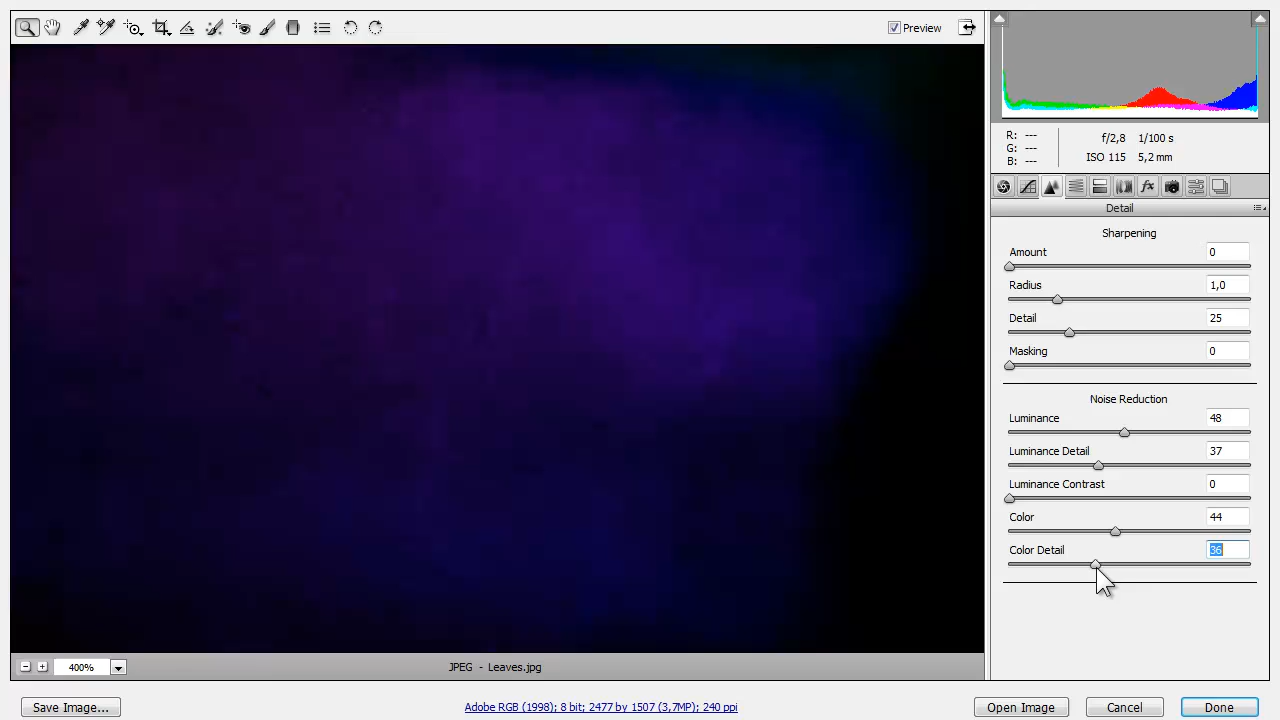 Preview
R: ---
G: ---
B: ---
f/2,8 1/100 s
ISO 115 5,2 mm
fx
Detail
Sharpening
Amount 0
Radius 1,0
Detail 25
Masking 0
Noise Reduction
Luminance 48
Luminance Detail 37
Luminance Contrast 0
Color 44
Color Detail 36
400%
JPEG - Leaves.jpg
Save Image...
Adobe RGB (1998); 8 bit; 2477 by 1507 (3,7MP); 240 ppi
Open Image
Cancel
Done